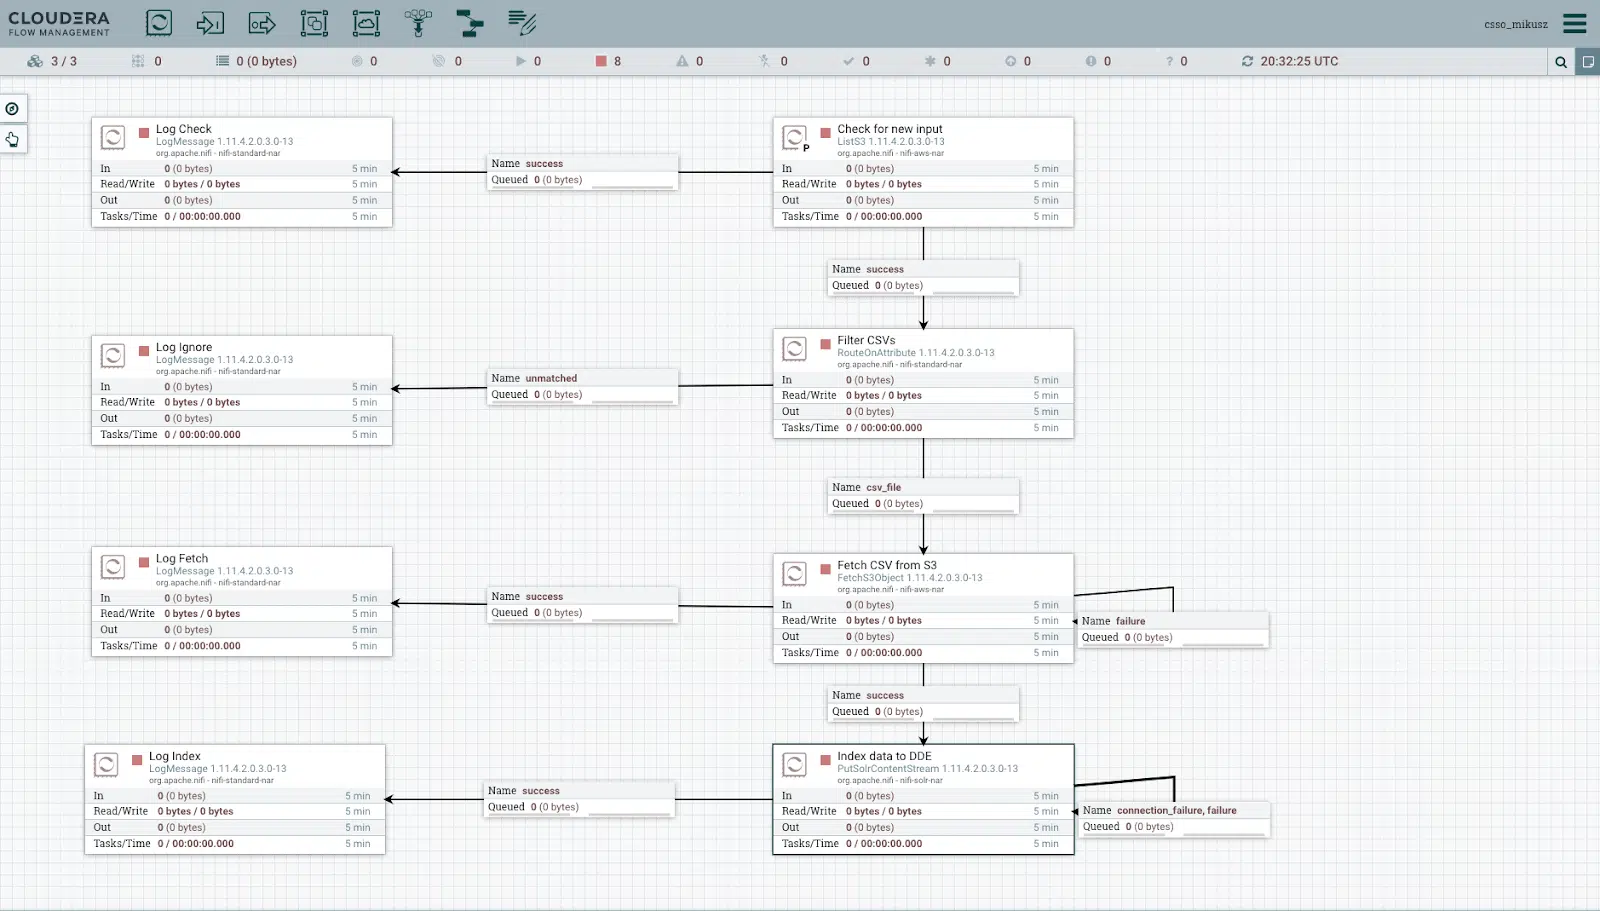 CLOUDERA
FLOW MANAGEMENT
csso_mikusz
3 / 3 0 0 (0 bytes) 0 0 0 8 0 0 0 0 0 0 0 20:32:25 UTC
Log Check
LogMessage 1.11.4.2.0.3.0-13
org.apache.nifi - nifi-standard-nar
In 0 (0 bytes) 5 min
Read/Write 0 bytes / 0 bytes 5 min
Out 0 (0 bytes) 5 min
Tasks/Time 0 / 00:00:00.000 5 min
Name success
Queued 0 (0 bytes)
P
Check for new input
ListS3 1.11.4.2.0.3.0-13
org.apache.nifi - nifi-aws-nar
In 0 (0 bytes) 5 min
Read/Write 0 bytes / 0 bytes 5 min
Out 0 (0 bytes) 5 min
Tasks/Time 0 / 00:00:00.000 5 min
Name success
Queued 0 (0 bytes)
Log Ignore
LogMessage 1.11.4.2.0.3.0-13
org.apache.nifi - nifi-standard-nar
In 0 (0 bytes) 5 min
Read/Write 0 bytes / 0 bytes 5 min
Out 0 (0 bytes) 5 min
Tasks/Time 0 / 00:00:00.000 5 min
Name unmatched
Queued 0 (0 bytes)
Filter CSVs
RouteOnAttribute 1.11.4.2.0.3.0-13
org.apache.nifi - nifi-standard-nar
In 0 (0 bytes) 5 min
Read/Write 0 bytes / 0 bytes 5 min
Out 0 (0 bytes) 5 min
Tasks/Time 0 / 00:00:00.000 5 min
Name csv_file
Queued 0 (0 bytes)
Log Fetch
LogMessage 1.11.4.2.0.3.0-13
org.apache.nifi - nifi-standard-nar
In 0 (0 bytes) 5 min
Read/Write 0 bytes / 0 bytes 5 min
Out 0 (0 bytes) 5 min
Tasks/Time 0 / 00:00:00.000 5 min
Name success
Queued 0 (0 bytes)
Fetch CSV from S3
FetchS3Object 1.11.4.2.0.3.0-13
org.apache.nifi - nifi-aws-nar
In 0 (0 bytes) 5 min
Read/Write 0 bytes / 0 bytes 5 min
Out 0 (0 bytes) 5 min
Tasks/Time 0 / 00:00:00.000 5 min
Name failure
Queued 0 (0 bytes)
Name success
Queued 0 (0 bytes)
Log Index
LogMessage 1.11.4.2.0.3.0-13
org.apache.nifi - nifi-standard-nar
In 0 (0 bytes) 5 min
Read/Write 0 bytes / 0 bytes 5 min
Out 0 (0 bytes) 5 min
Tasks/Time 0 / 00:00:00.000 5 min
Name success
Queued 0 (0 bytes)
Index data to DDE
PutSolrContentStream 1.11.4.2.0.3.0-13
org.apache.nifi - nifi-solr-nar
In 0 (0 bytes) 5 min
Read/Write 0 bytes / 0 bytes 5 min
Out 0 (0 bytes) 5 min
Tasks/Time 0 / 00:00:00.000 5 min
Name connection_failure, failure
Queued 0 (0 bytes)